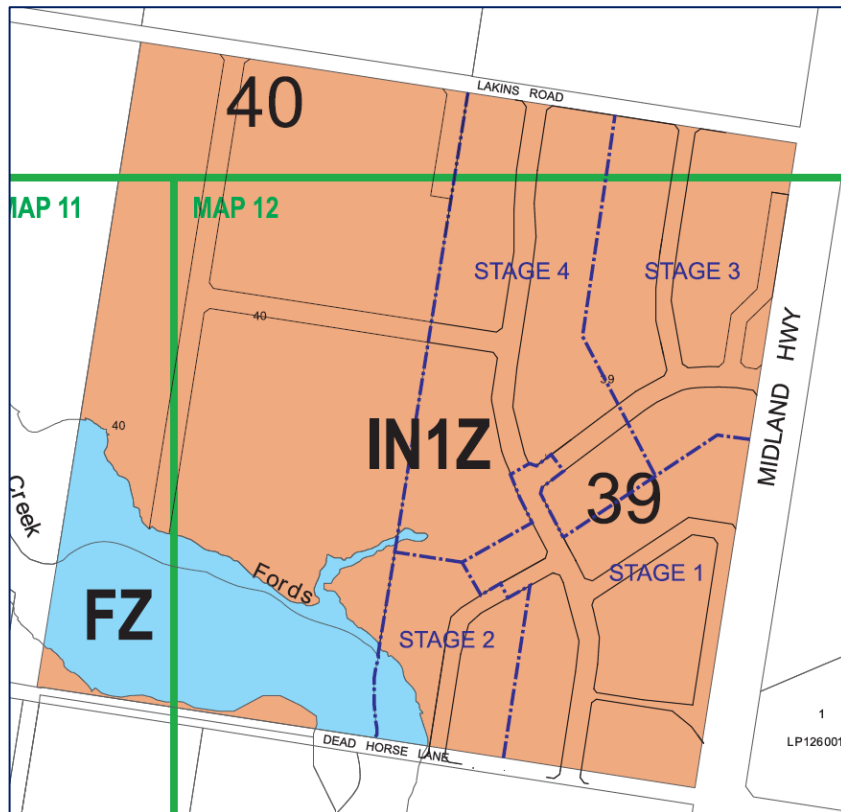 LAKINS ROAD
40
MAP 11
MAP 12
STAGE 4
STAGE 3
40
MIDLAND HWY
39
40
IN1Z
39
Creek
Fords
STAGE 1
FZ
STAGE 2
1
DEAD HORSE LANE
LP126001